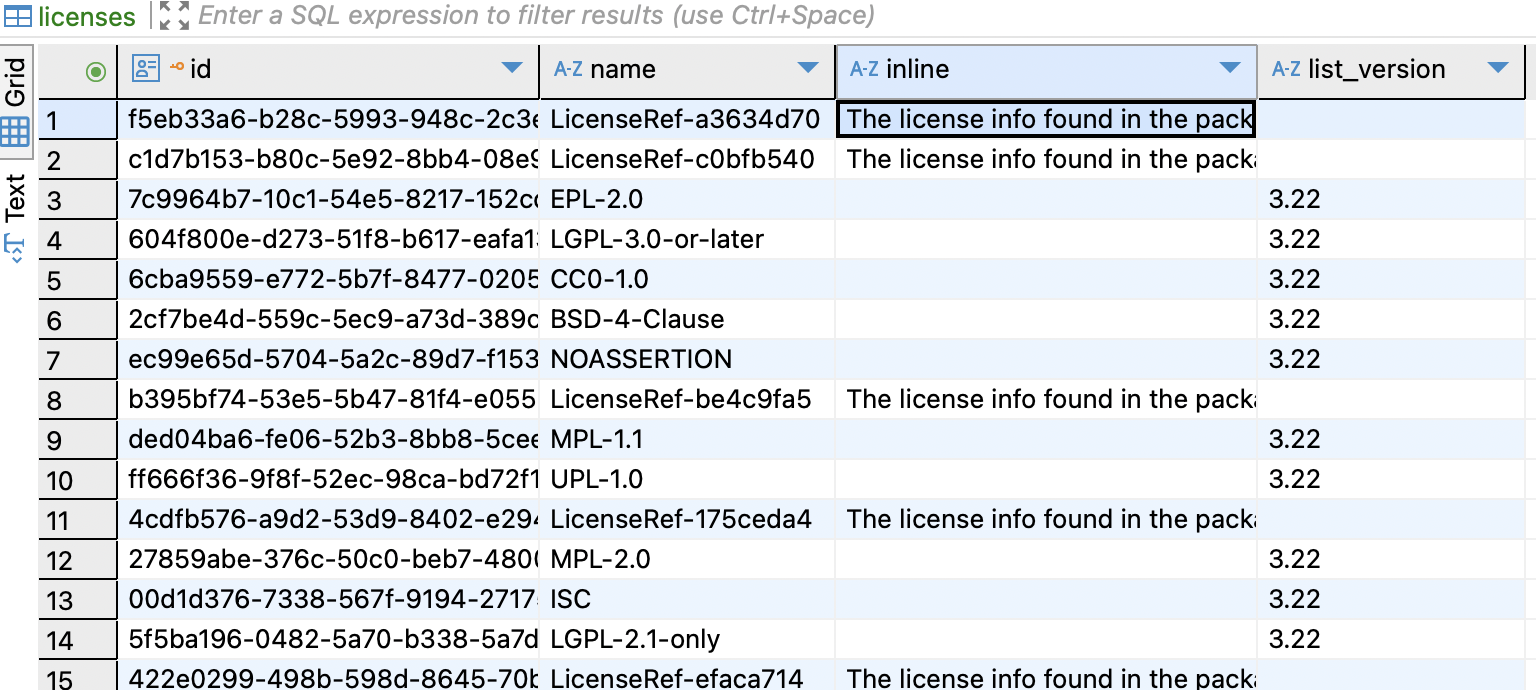 licenses Enter a SQL expression to filter results (use Ctrl+Space)
Grid
Text
id name inline list_version
1 f5eb33a6-b28c-5993-948c-2c3e LicenseRef-a3634d70 The license info found in the pack
2 c1d7b153-b80c-5e92-8bb4-08e9 LicenseRef-c0bfb540 The license info found in the packa
3 7c9964b7-10c1-54e5-8217-152cc EPL-2.0 3.22
4 604f800e-d273-51f8-b617-eafa1 LGPL-3.0-or-later 3.22
5 6cba9559-e772-5b7f-8477-0205 CC0-1.0 3.22
6 2cf7be4d-559c-5ec9-a73d-389c BSD-4-Clause 3.22
7 ec99e65d-5704-5a2c-89d7-f153 NOASSERTION 3.22
8 b395bf74-53e5-5b47-81f4-e055 LicenseRef-be4c9fa5 The license info found in the packa
9 ded04ba6-fe06-52b3-8bb8-5cee MPL-1.1 3.22
10 ff666f36-9f8f-52ec-98ca-bd72f1 UPL-1.0 3.22
11 4cdfb576-a9d2-53d9-8402-e294 LicenseRef-175ceda4 The license info found in the packa
12 27859abe-376c-50c0-beb7-4800 MPL-2.0 3.22
13 00d1d376-7338-567f-9194-2717 ISC 3.22
14 5f5ba196-0482-5a70-b338-5a7d LGPL-2.1-only 3.22
15 422e0299-498b-598d-8645-70b LicenseRef-efaca714 The license info found in the packa